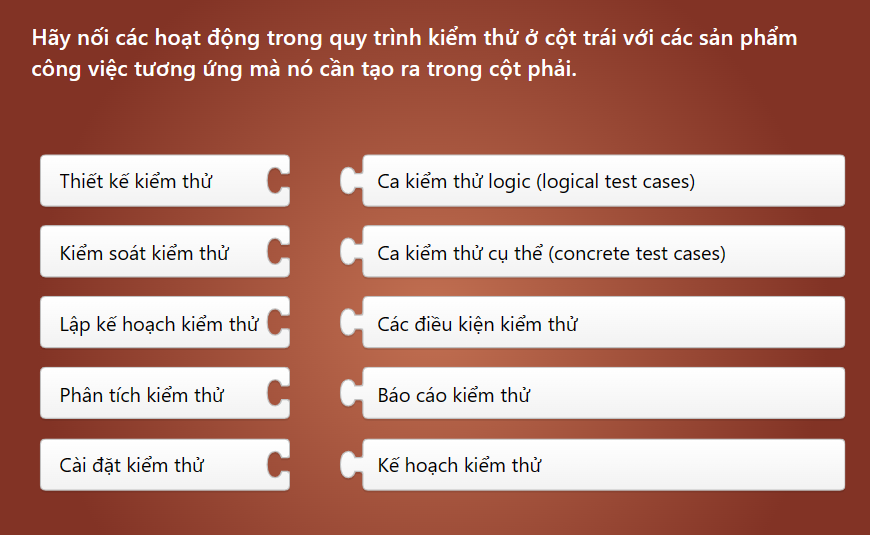 Hãy nối các hoạt động trong quy trình kiểm thử ở cột trái với các sản phẩm
công việc tương ứng mà nó cần tạo ra trong cột phải.
Thiết kế kiểm thử
Ca kiểm thử logic (logical test cases)
Kiểm soát kiểm thử
Ca kiểm thử cụ thể (concrete test cases)
Lập kế hoạch kiểm thử
Các điều kiện kiểm thử
Phân tích kiểm thử
Báo cáo kiểm thử
Cài đặt kiểm thử
Kế hoạch kiểm thử